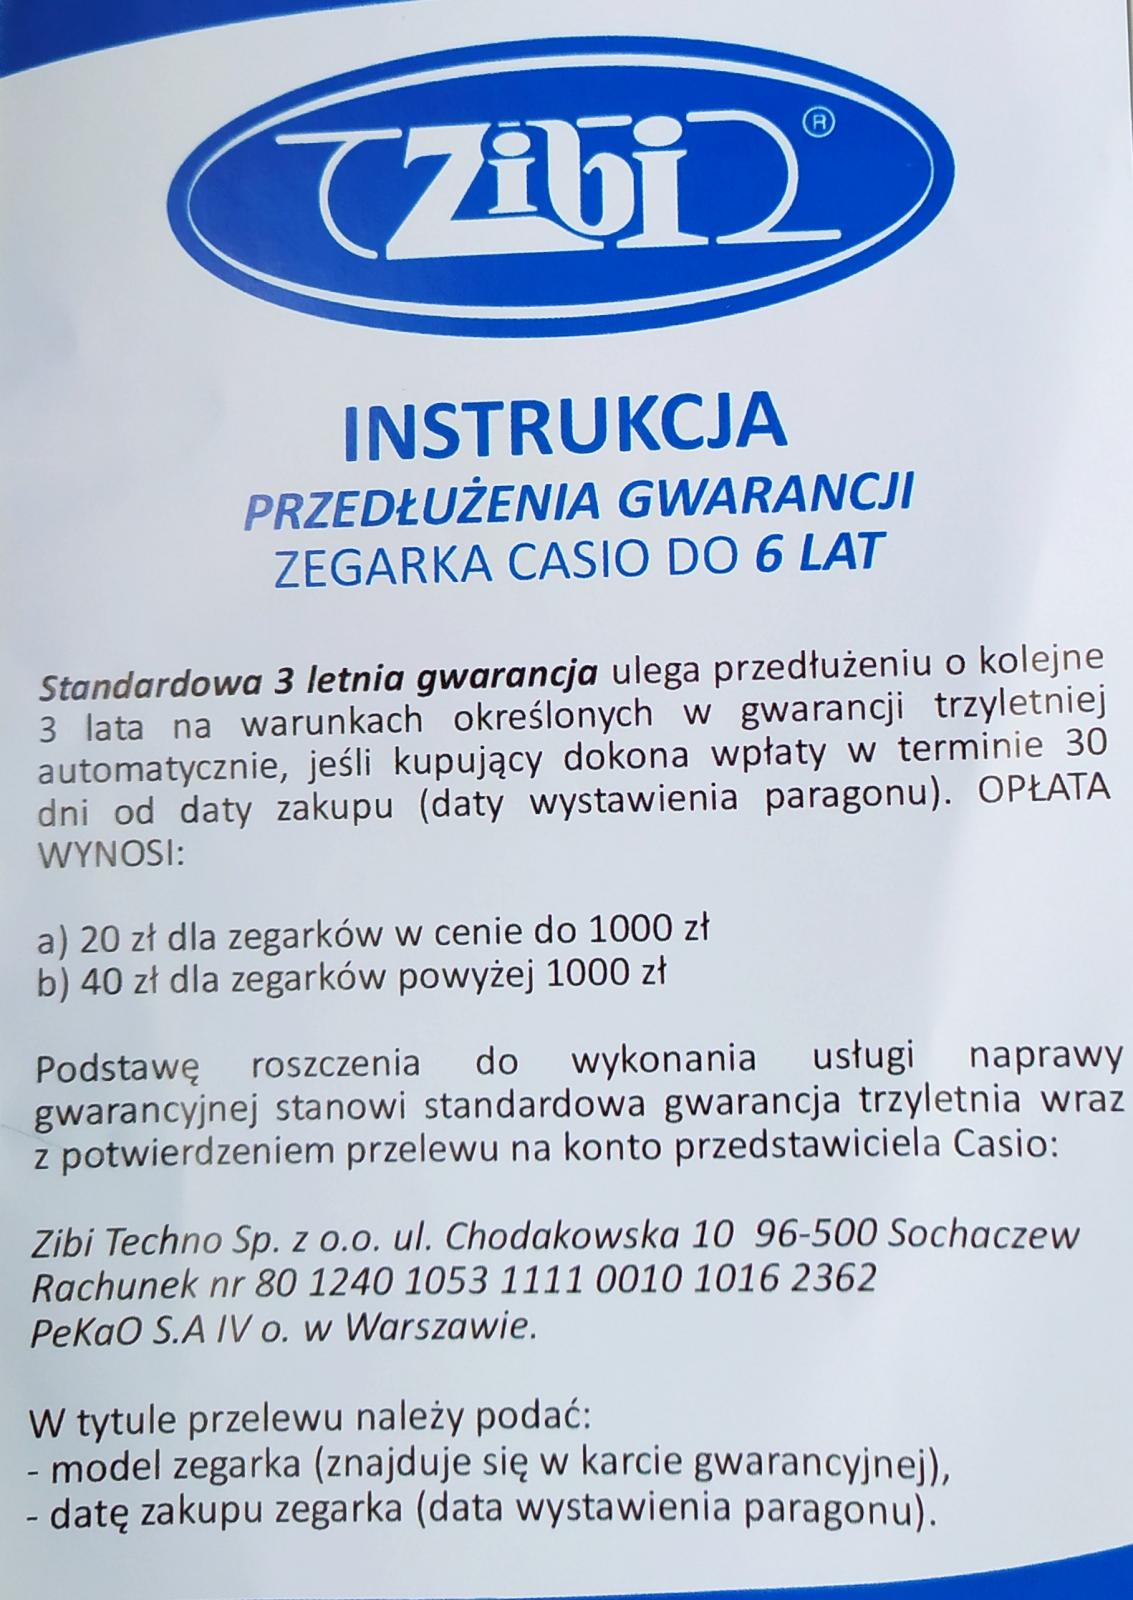 Zibi ®
INSTRUKCJA
PRZEDŁUŻENIA GWARANCJI
ZEGARKA CASIO DO 6 LAT
Standardowa 3 letnia gwarancja ulega przedłużeniu o kolejne
3 lata na warunkach określonych w gwarancji trzyletniej
automatycznie, jeśli kupujący dokona wpłaty w terminie 30
dni od daty zakupu (daty wystawienia paragonu). OPŁATA
WYNOSI:
a) 20 zł dla zegarków w cenie do 1000 zł
b) 40 zł dla zegarków powyżej 1000 zł
Podstawę roszczenia do wykonania usługi naprawy
gwarancyjnej stanowi standardowa gwarancja trzyletnia wraz
z potwierdzeniem przelewu na konto przedstawiciela Casio:
Zibi Techno Sp. z o.o. ul. Chodakowska 10 96-500 Sochaczew
Rachunek nr 80 1240 1053 1111 0010 1016 2362
PeKaO S.A IV o. w Warszawie.
W tytule przelewu należy podać:
- model zegarka (znajduje się w karcie gwarancyjnej),
- datę zakupu zegarka (data wystawienia paragonu).